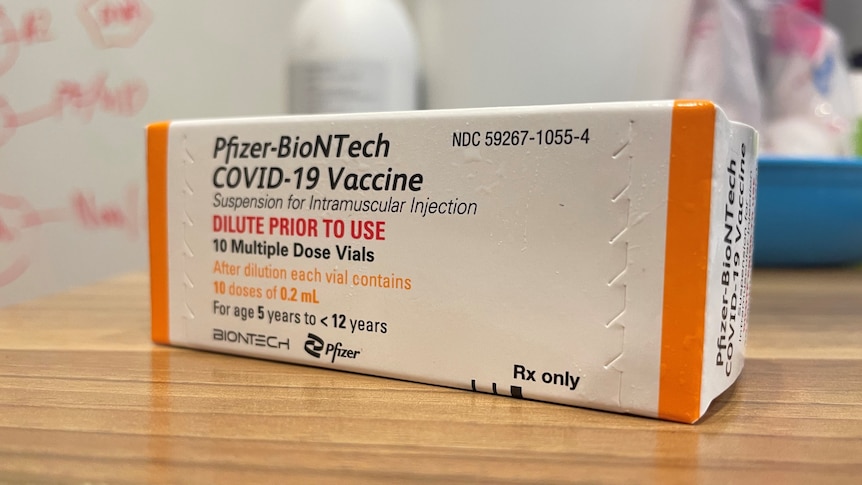 Pfizer-BioNTech
COVID-19 Vaccine
Suspension for Intramuscular Injection
DILUTE PRIOR TO USE
10 Multiple Dose Vials
After dilution each vial contains
10 doses of 0.2 mL
For age 5 years to < 12 years
BIONTECH Pfizer
NDC 59267-1055-4
Rx only
Pfizer-BioNTech
COVID-19 Vaccine